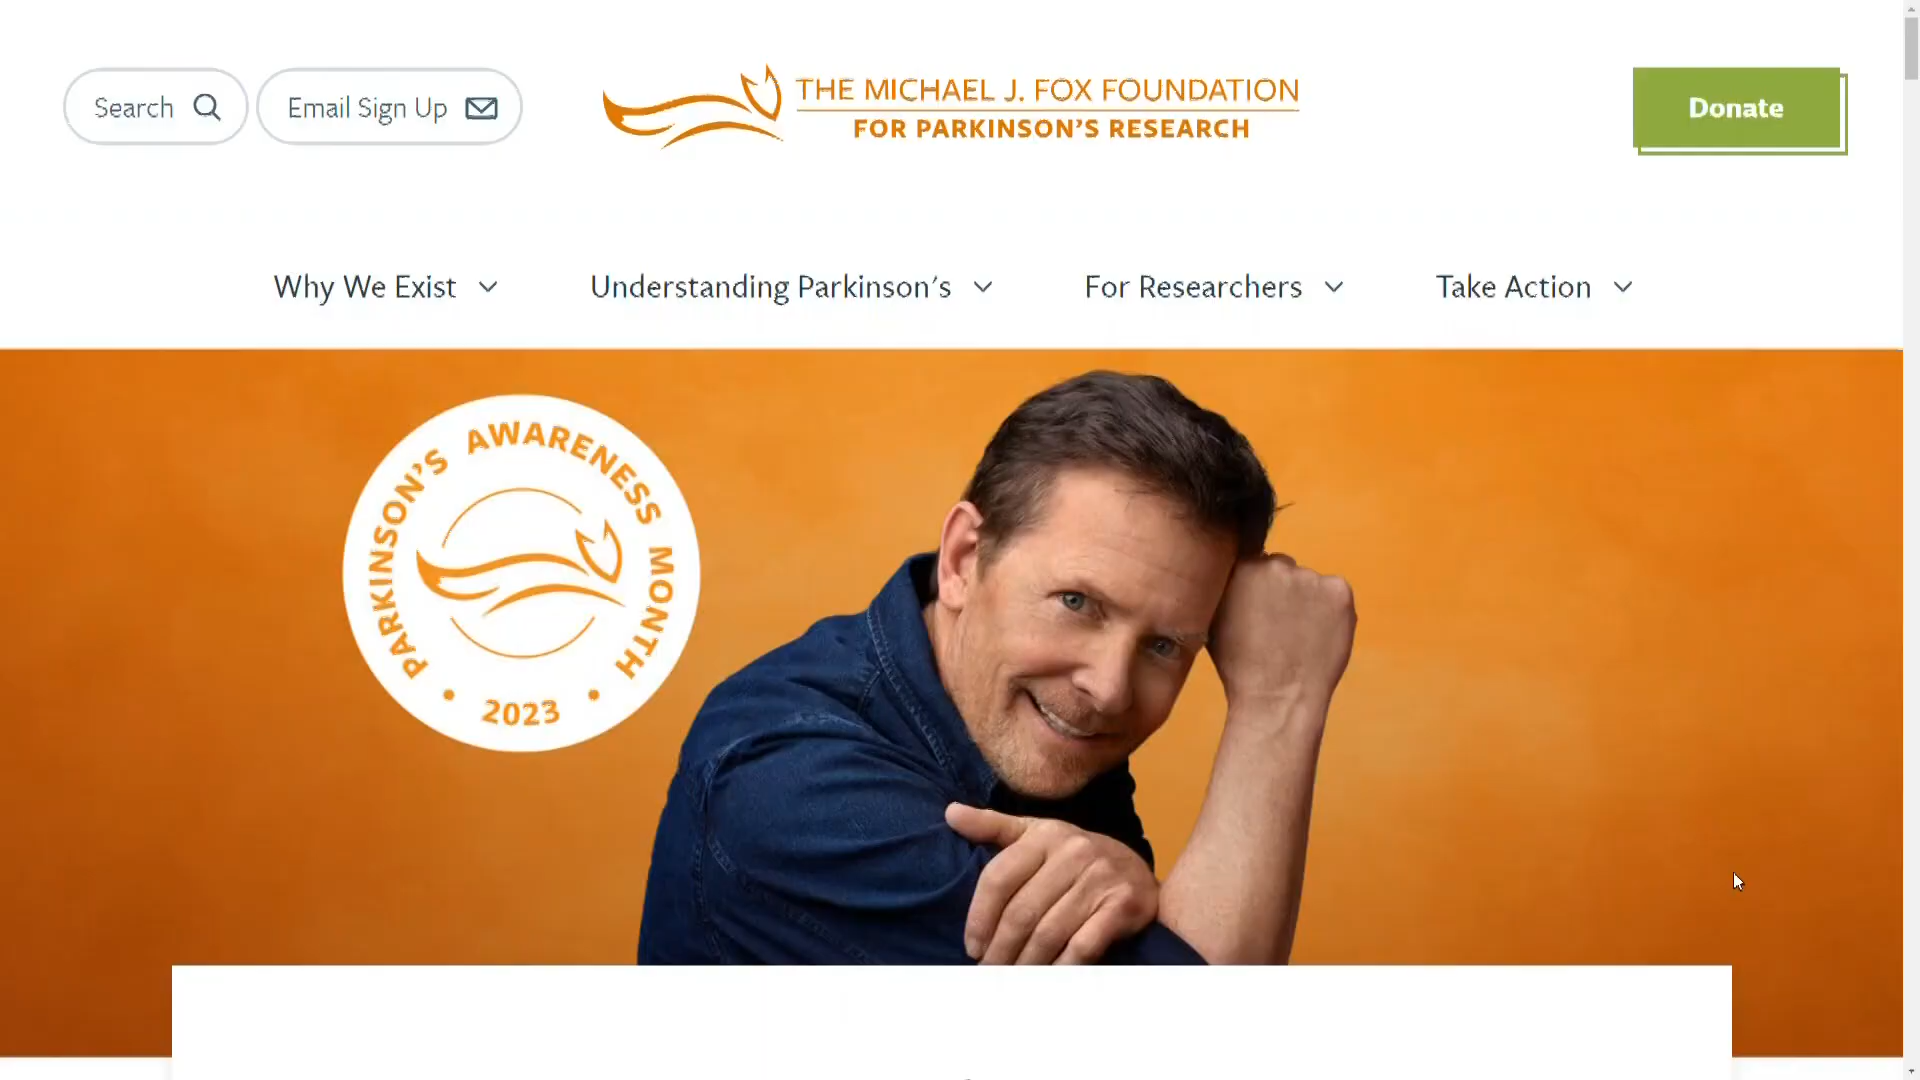 Search
Email Sign Up
THE MICHAEL J. FOX FOUNDATION
FOR PARKINSON'S RESEARCH
Donate
Why We Exist
Understanding Parkinson's
For Researchers
Take Action
PARKINSON'S AWARENESS MONTH
• 2023 •